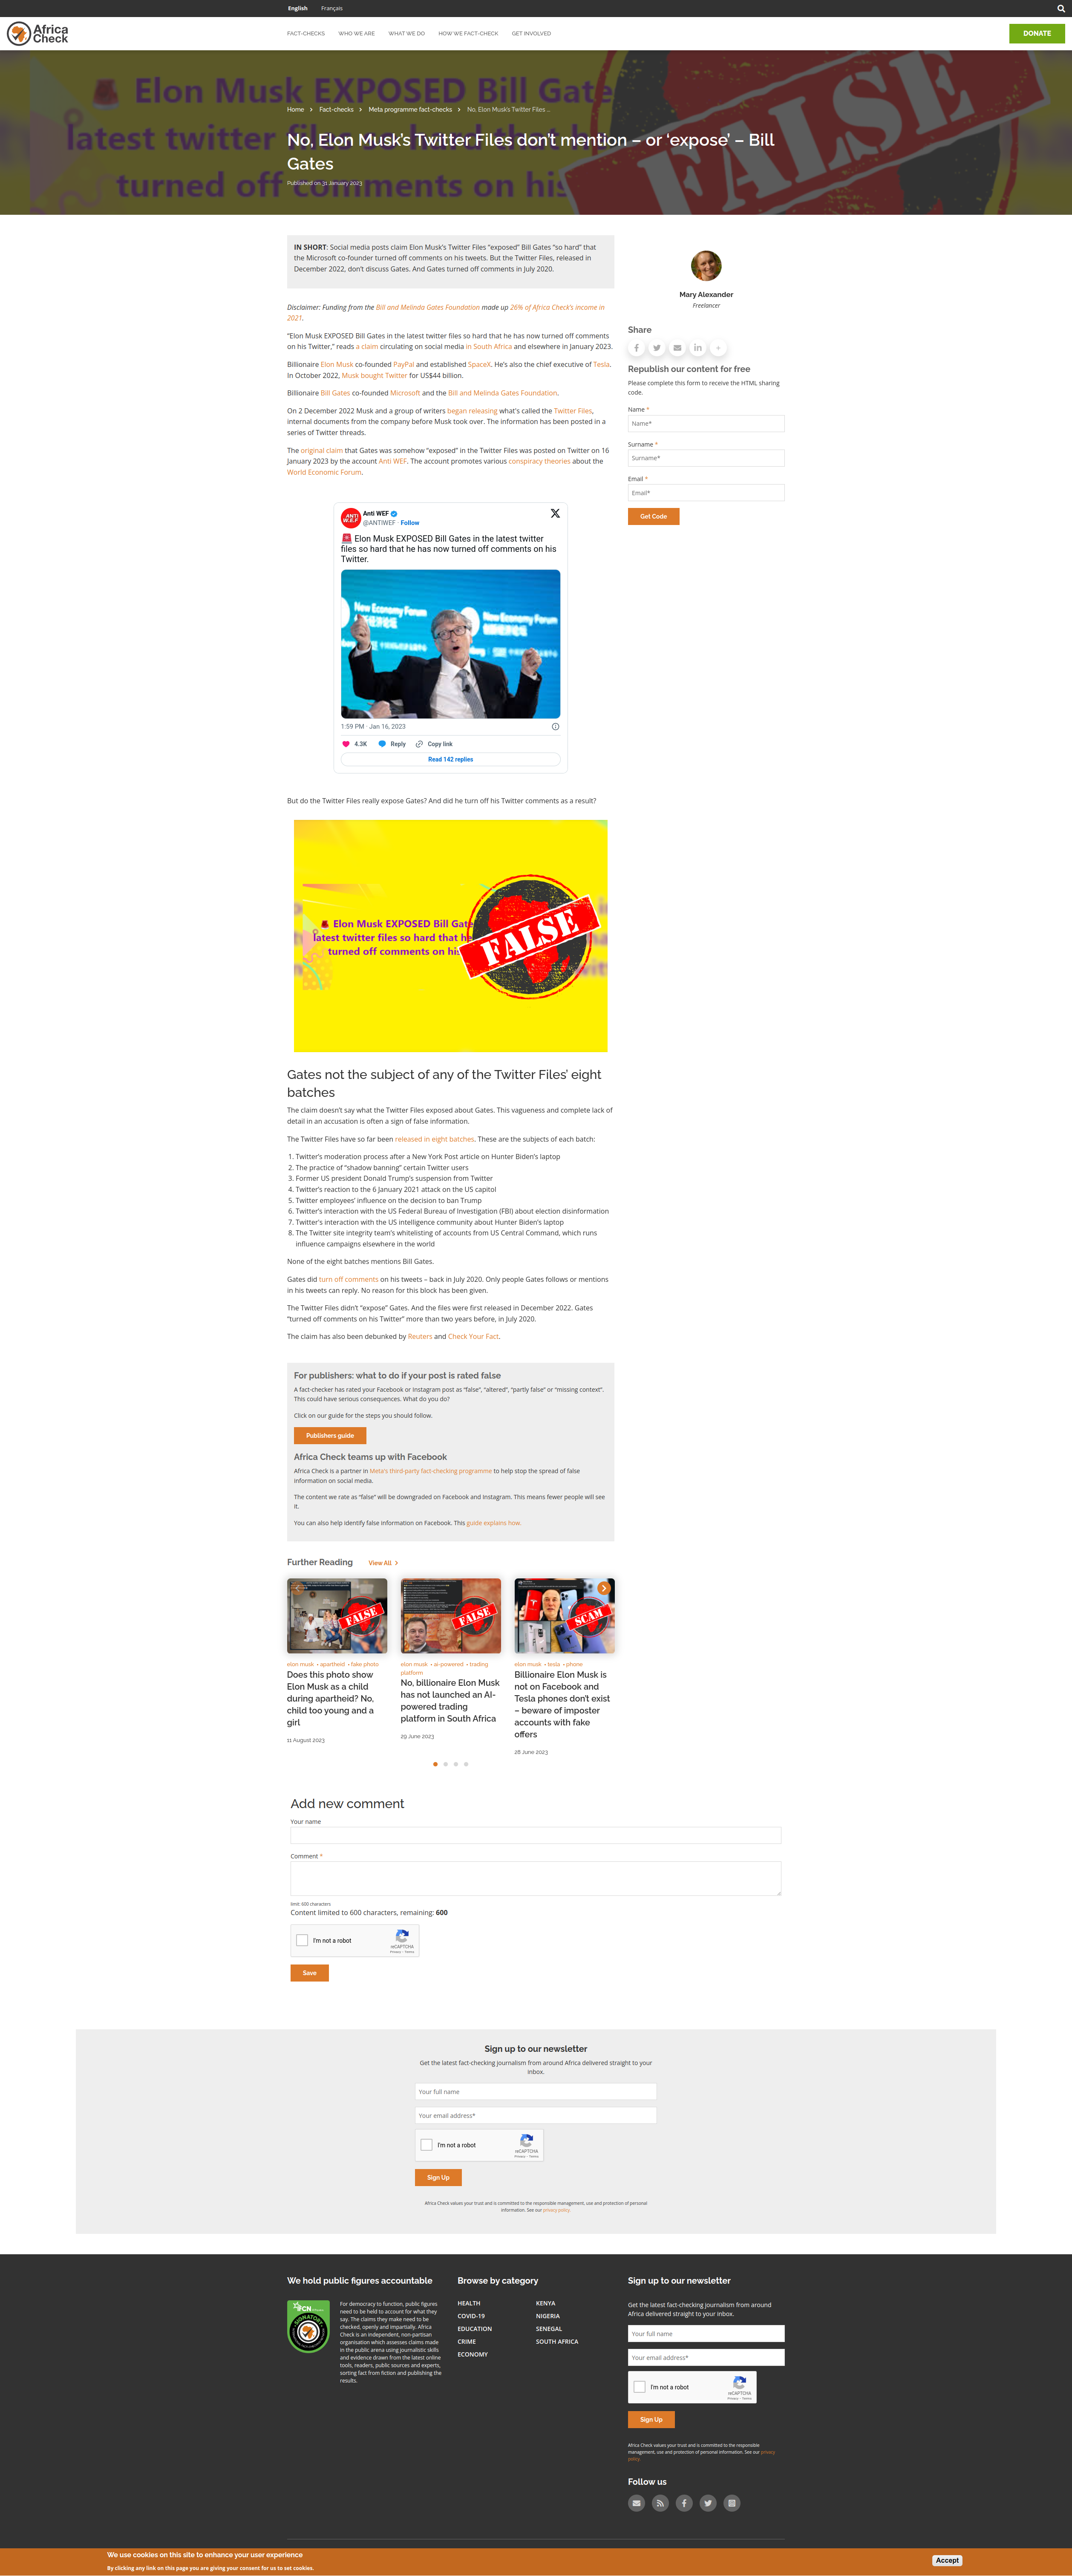 English Français
Africa Check
FACT-CHECKS WHO WE ARE WHAT WE DO HOW WE FACT-CHECK GET INVOLVED
DONATE
Home > Fact-checks > Meta programme fact-checks > No, Elon Musk's Twitter Files ...
No, Elon Musk's Twitter Files don't mention – or 'expose' – Bill
Gates
Published on 31 January 2023
IN SHORT: Social media posts claim Elon Musk's Twitter Files "exposed" Bill Gates "so hard" that
the Microsoft co-founder turned off comments on his tweets. But the Twitter Files, released in
December 2022, don't discuss Gates. And Gates turned off comments in July 2020.
Disclaimer: Funding from the Bill and Melinda Gates Foundation made up 26% of Africa Check's income in
2021.
"Elon Musk EXPOSED Bill Gates in the latest twitter files so hard that he has now turned off comments
on his Twitter," reads a claim circulating on social media in South Africa and elsewhere in January 2023.
Billionaire Elon Musk co-founded PayPal and established SpaceX. He's also the chief executive of Tesla.
In October 2022, Musk bought Twitter for US$44 billion.
Billionaire Bill Gates co-founded Microsoft and the Bill and Melinda Gates Foundation.
On 2 December 2022 Musk and a group of writers began releasing what's called the Twitter Files,
internal documents from the company before Musk took over. The information has been posted in a
series of Twitter threads.
The original claim that Gates was somehow "exposed" in the Twitter Files was posted on Twitter on 16
January 2023 by the account Anti WEF. The account promotes various conspiracy theories about the
World Economic Forum.
ANTI W.E.F
Anti WEF
@ANTIWEF · Follow
🚨 Elon Musk EXPOSED Bill Gates in the latest twitter
files so hard that he has now turned off comments on his
Twitter.
New Economy Forum
1:59 PM · Jan 16, 2023
4.3K Reply Copy link
Read 142 replies
But do the Twitter Files really expose Gates? And did he turn off his Twitter comments as a result?
🚨 Elon Musk EXPOSED Bill Gate
latest twitter files so hard that he
turned off comments on his
FALSE
Gates not the subject of any of the Twitter Files' eight
batches
The claim doesn't say what the Twitter Files exposed about Gates. This vagueness and complete lack of
detail in an accusation is often a sign of false information.
The Twitter Files have so far been released in eight batches. These are the subjects of each batch:
1. Twitter's moderation process after a New York Post article on Hunter Biden's laptop
2. The practice of "shadow banning" certain Twitter users
3. Former US president Donald Trump's suspension from Twitter
4. Twitter's reaction to the 6 January 2021 attack on the US capitol
5. Twitter employees' influence on the decision to ban Trump
6. Twitter's interaction with the US Federal Bureau of Investigation (FBI) about election disinformation
7. Twitter's interaction with the US intelligence community about Hunter Biden's laptop
8. The Twitter site integrity team's whitelisting of accounts from US Central Command, which runs
influence campaigns elsewhere in the world
None of the eight batches mentions Bill Gates.
Gates did turn off comments on his tweets – back in July 2020. Only people Gates follows or mentions
in his tweets can reply. No reason for this block has been given.
The Twitter Files didn't "expose" Gates. And the files were first released in December 2022. Gates
"turned off comments on his Twitter" more than two years before, in July 2020.
The claim has also been debunked by Reuters and Check Your Fact.
For publishers: what to do if your post is rated false
A fact-checker has rated your Facebook or Instagram post as "false", "altered", "partly false" or "missing context".
This could have serious consequences. What do you do?
Click on our guide for the steps you should follow.
Publishers guide
Africa Check teams up with Facebook
Africa Check is a partner in Meta's third-party fact-checking programme to help stop the spread of false
information on social media.
The content we rate as "false" will be downgraded on Facebook and Instagram. This means fewer people will see
it.
You can also help identify false information on Facebook. This guide explains how.
Further Reading View All >
FALSE
elon musk • apartheid • fake photo
Does this photo show
Elon Musk as a child
during apartheid? No,
child too young and a
girl
11 August 2023
FALSE
elon musk • ai-powered • trading
platform
No, billionaire Elon Musk
has not launched an AI-
powered trading
platform in South Africa
29 June 2023
SCAM
elon musk • tesla • phone
Billionaire Elon Musk is
not on Facebook and
Tesla phones don't exist
– beware of imposter
accounts with fake
offers
28 June 2023
Mary Alexander
Freelancer
Share
Republish our content for free
Please complete this form to receive the HTML sharing
code.
Name *
Name*
Surname *
Surname*
Email *
Email*
Get Code
Add new comment
Your name
Comment *
limit: 600 characters
Content limited to 600 characters, remaining: 600
I'm not a robot
reCAPTCHA
Privacy - Terms
Save
Sign up to our newsletter
Get the latest fact-checking journalism from around Africa delivered straight to your
inbox.
Your full name
Your email address*
I'm not a robot
reCAPTCHA
Privacy - Terms
Sign Up
Africa Check values your trust and is committed to the responsible management, use and protection of personal
information. See our privacy policy.
We hold public figures accountable
IFCN
SIGNATORY
For democracy to function, public figures
need to be held to account for what they
say. The claims they make need to be
checked, openly and impartially. Africa
Check is an independent, non-partisan
organisation which assesses claims made
in the public arena using journalistic skills
and evidence drawn from the latest online
tools, readers, public sources and experts,
sorting fact from fiction and publishing the
results.
Browse by category
HEALTH
COVID-19
EDUCATION
CRIME
ECONOMY
KENYA
NIGERIA
SENEGAL
SOUTH AFRICA
Sign up to our newsletter
Get the latest fact-checking journalism from around
Africa delivered straight to your inbox.
Your full name
Your email address*
I'm not a robot
reCAPTCHA
Privacy - Terms
Sign Up
Africa Check values your trust and is committed to the responsible
management, use and protection of personal information. See our privacy
policy.
Follow us
We use cookies on this site to enhance your user experience
By clicking any link on this page you are giving your consent for us to set cookies.
Accept